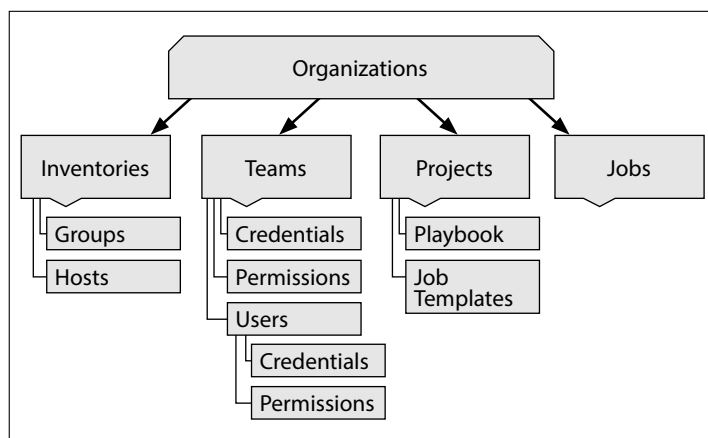 Organizations
Inventories
Teams
Projects
Jobs
Groups
Credentials
Playbook
Hosts
Permissions
Job
Templates
Users
Credentials
Permissions